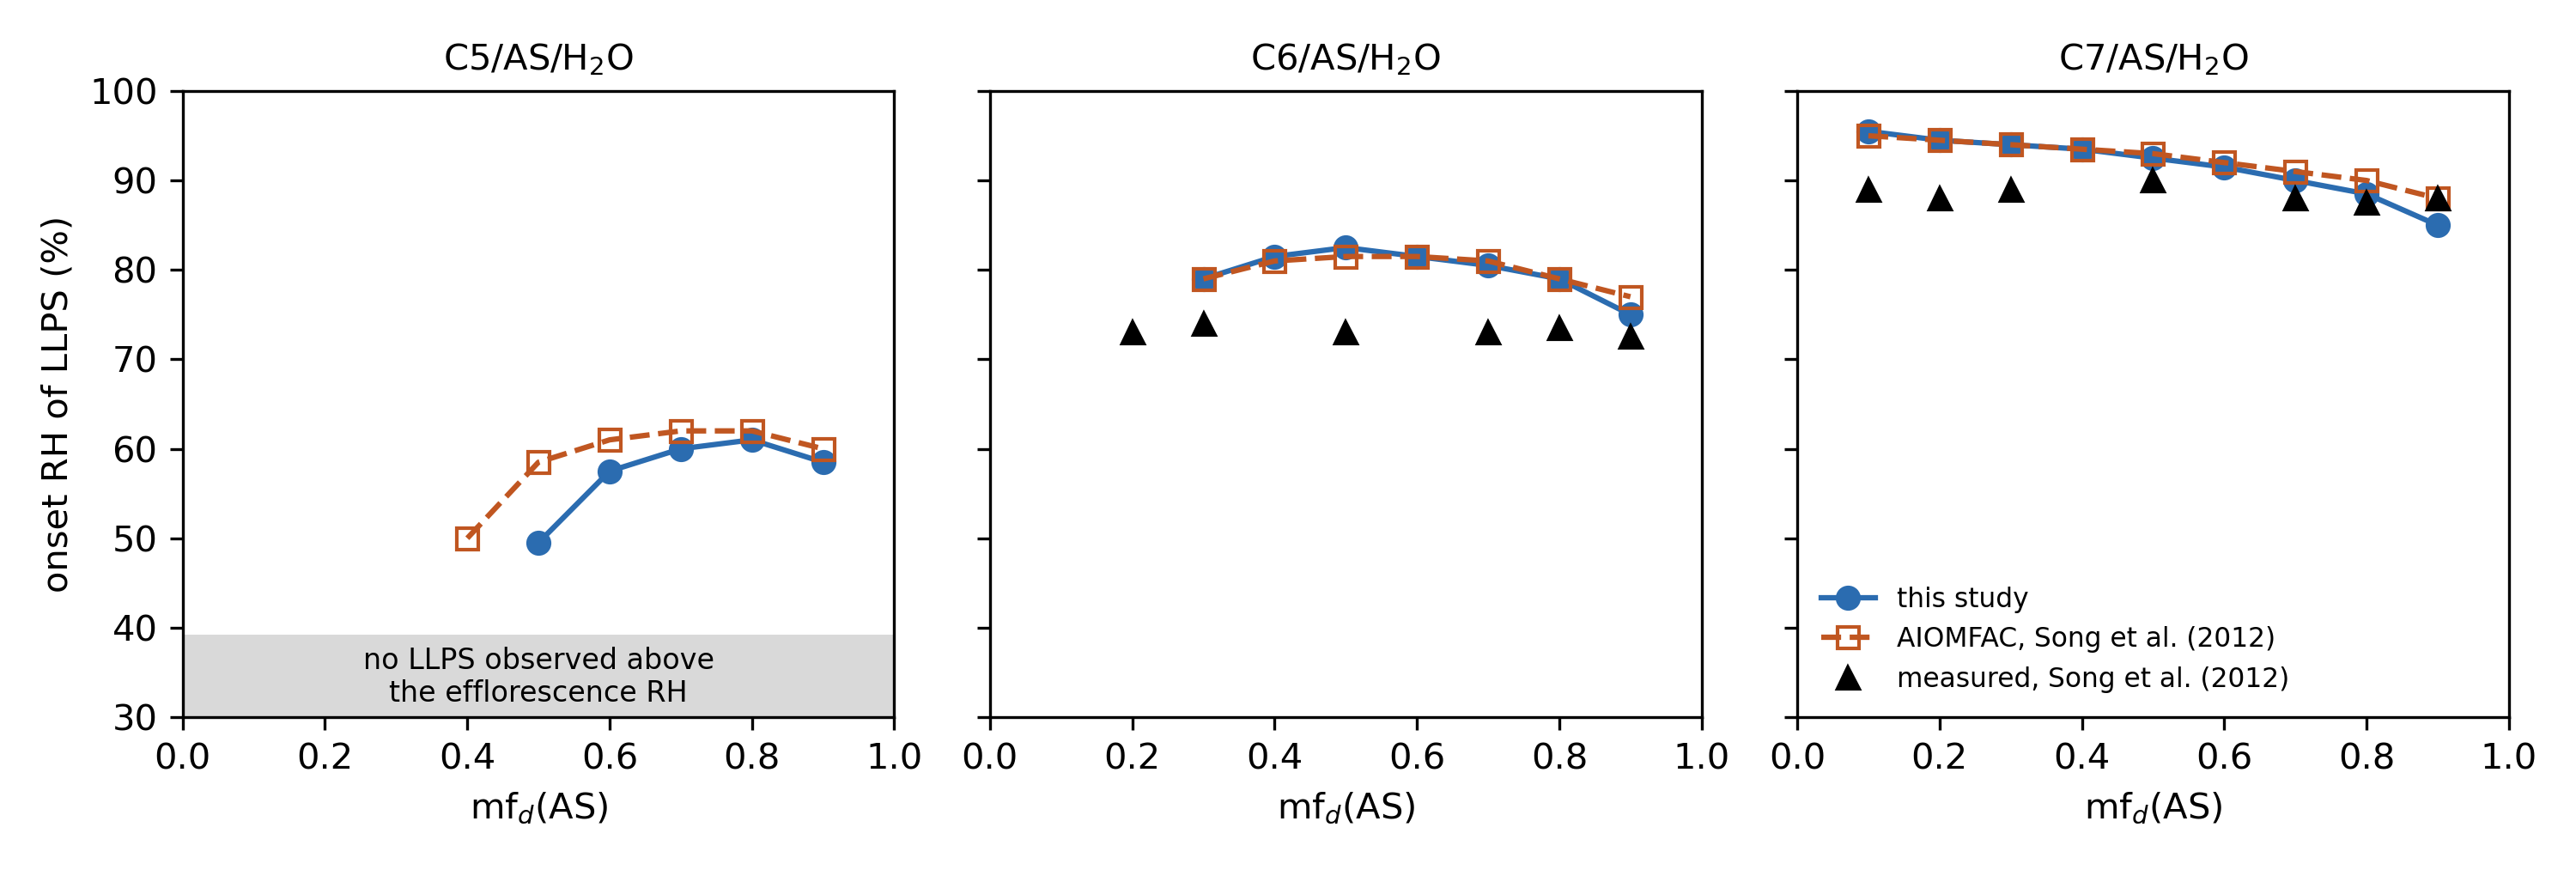 C5/AS/H₂O
C6/AS/H₂O
C7/AS/H₂O
onset RH of LLPS (%)
100
90
80
70
60
50
40
30
no LLPS observed above
the efflorescence RH
this study
AIOMFAC, Song et al. (2012)
measured, Song et al. (2012)
0.0 0.2 0.4 0.6 0.8 1.0
0.0 0.2 0.4 0.6 0.8 1.0
0.0 0.2 0.4 0.6 0.8 1.0
mf_d(AS)
mf_d(AS)
mf_d(AS)